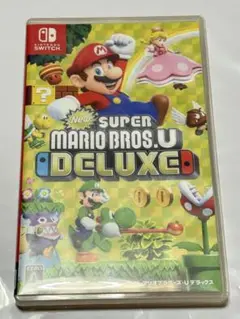 NINTENDO
SWITCH
New
SUPER
MARIO BROS.U
DELUXE